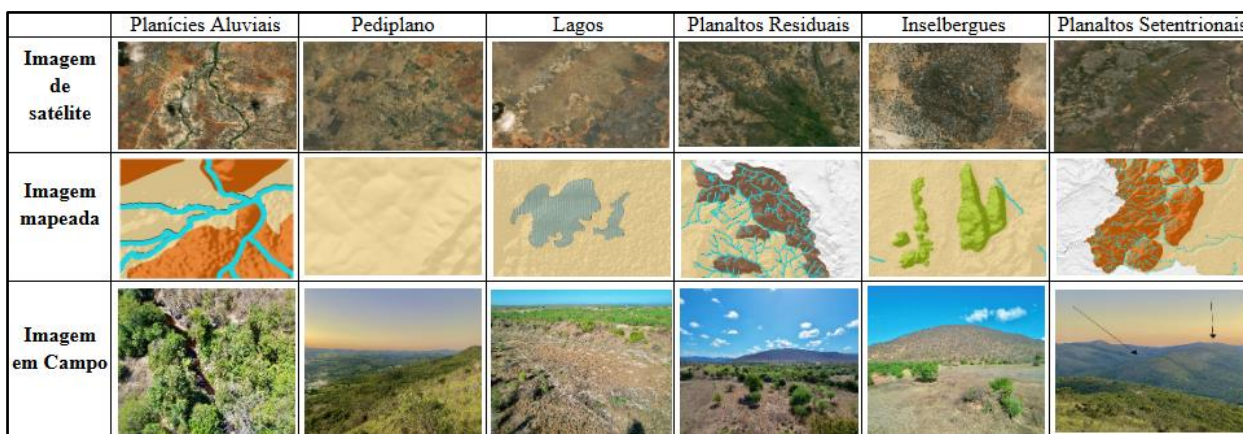 Planícies Aluviais
Pediplano
Lagos
Planaltos Residuais
Inselbergues
Planaltos Setentrionais
Imagem
de
satélite
Imagem
mapeada
Imagem
em Campo